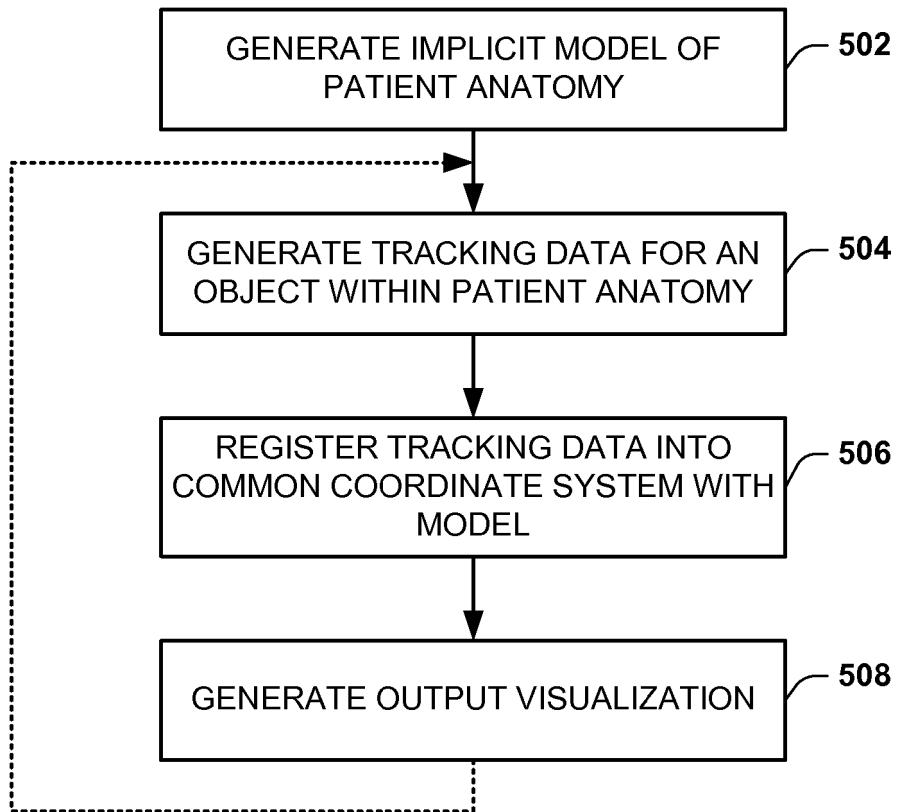 GENERATE IMPLICIT MODEL OF
PATIENT ANATOMY
502
GENERATE TRACKING DATA FOR AN
OBJECT WITHIN PATIENT ANATOMY
504
REGISTER TRACKING DATA INTO
COMMON COORDINATE SYSTEM WITH
MODEL
506
GENERATE OUTPUT VISUALIZATION
508